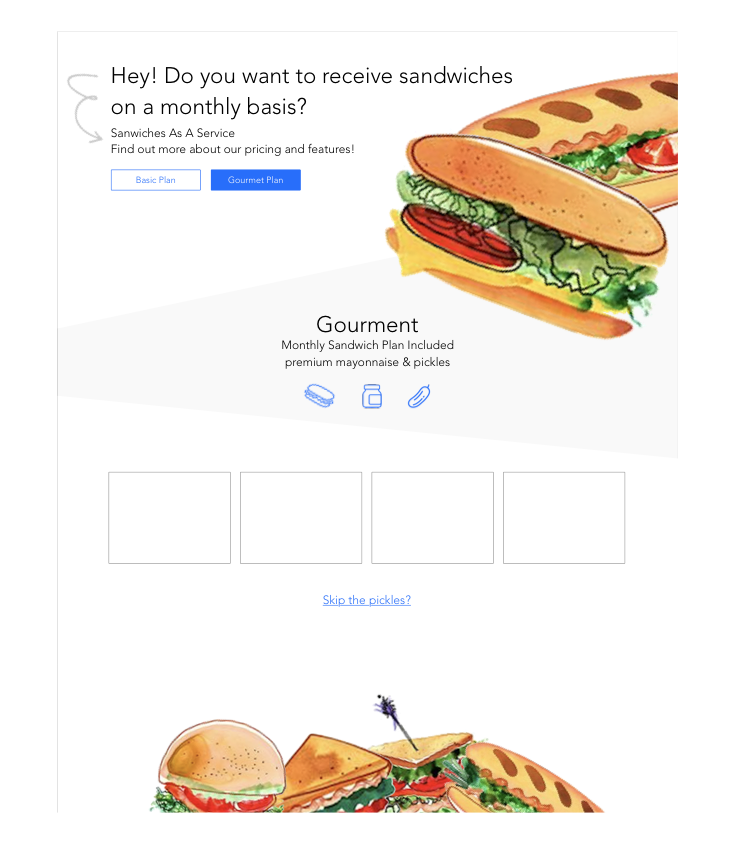 Hey! Do you want to receive sandwiches
on a monthly basis?
Sanwiches As A Service
Find out more about our pricing and features!
Basic Plan
Gourmet Plan
Gourment
Monthly Sandwich Plan Included
premium mayonnaise & pickles
Skip the pickles?